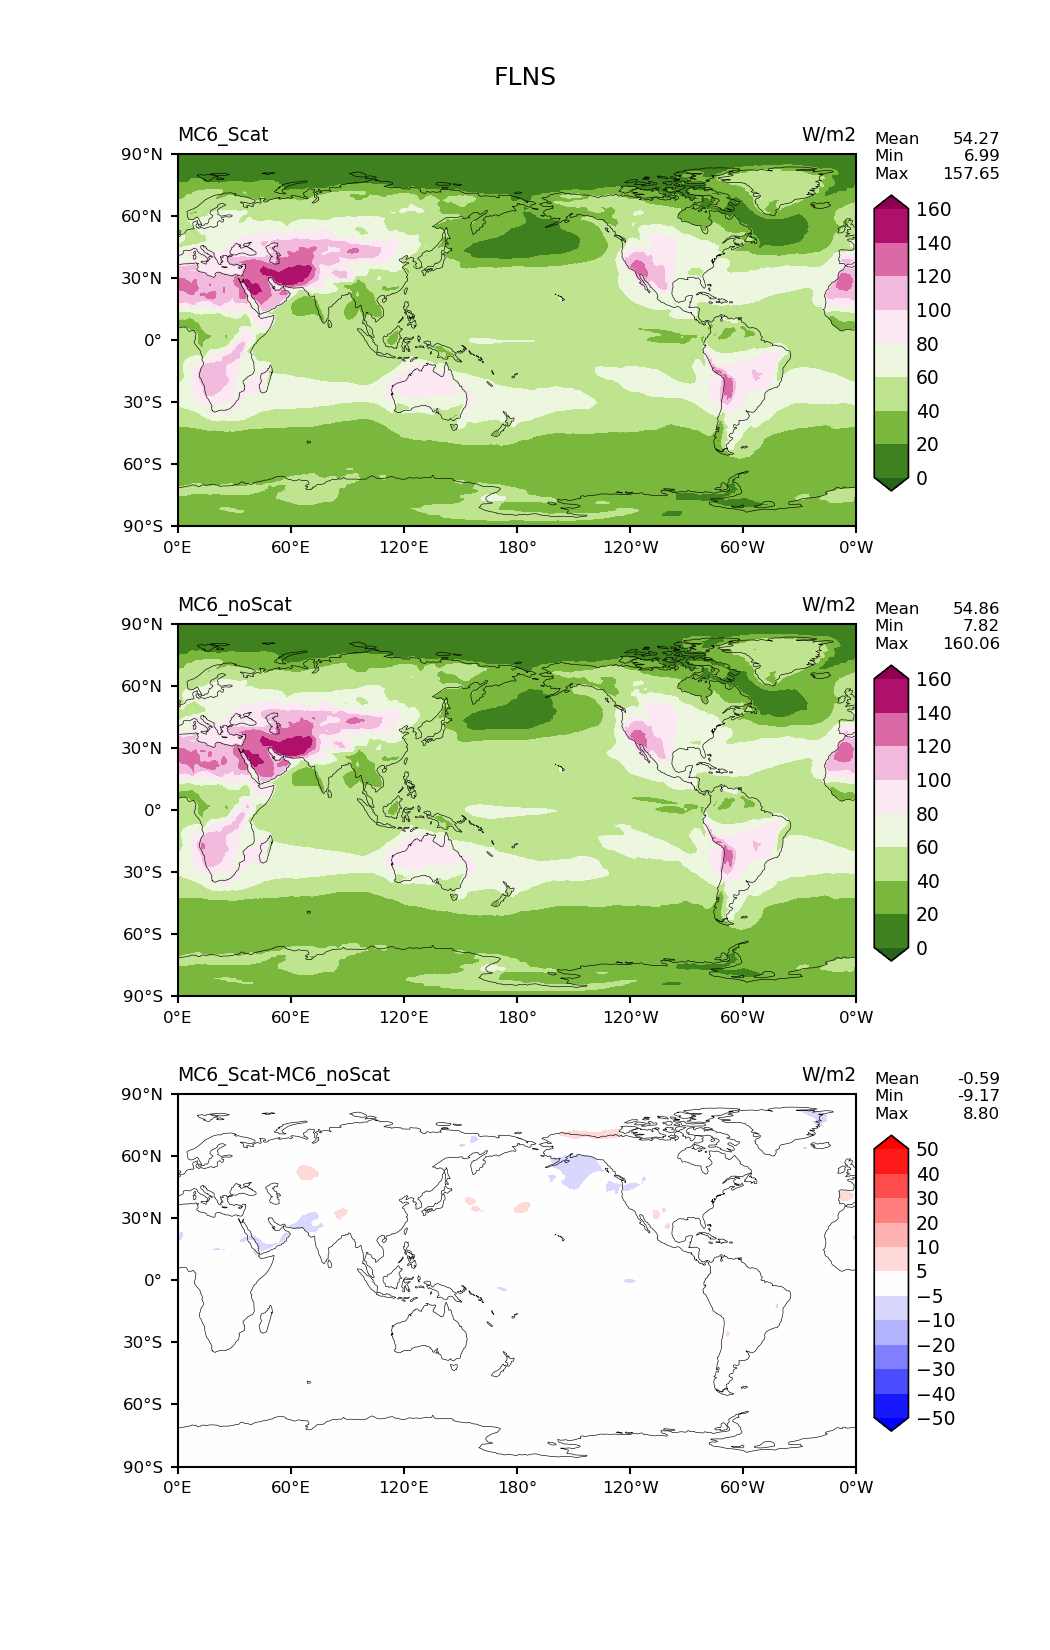 FLNS
MC6_Scat W/m2
Mean 54.27
Min 6.99
Max 157.65
90°N
60°N
30°N
0°
30°S
60°S
90°S
0°E 60°E 120°E 180° 120°W 60°W 0°W
160
140
120
100
80
60
40
20
0
MC6_noScat W/m2
Mean 54.86
Min 7.82
Max 160.06
90°N
60°N
30°N
0°
30°S
60°S
90°S
0°E 60°E 120°E 180° 120°W 60°W 0°W
160
140
120
100
80
60
40
20
0
MC6_Scat-MC6_noScat W/m2
Mean -0.59
Min -9.17
Max 8.80
90°N
60°N
30°N
0°
30°S
60°S
90°S
0°E 60°E 120°E 180° 120°W 60°W 0°W
50
40
30
20
10
5
−5
−10
−20
−30
−40
−50